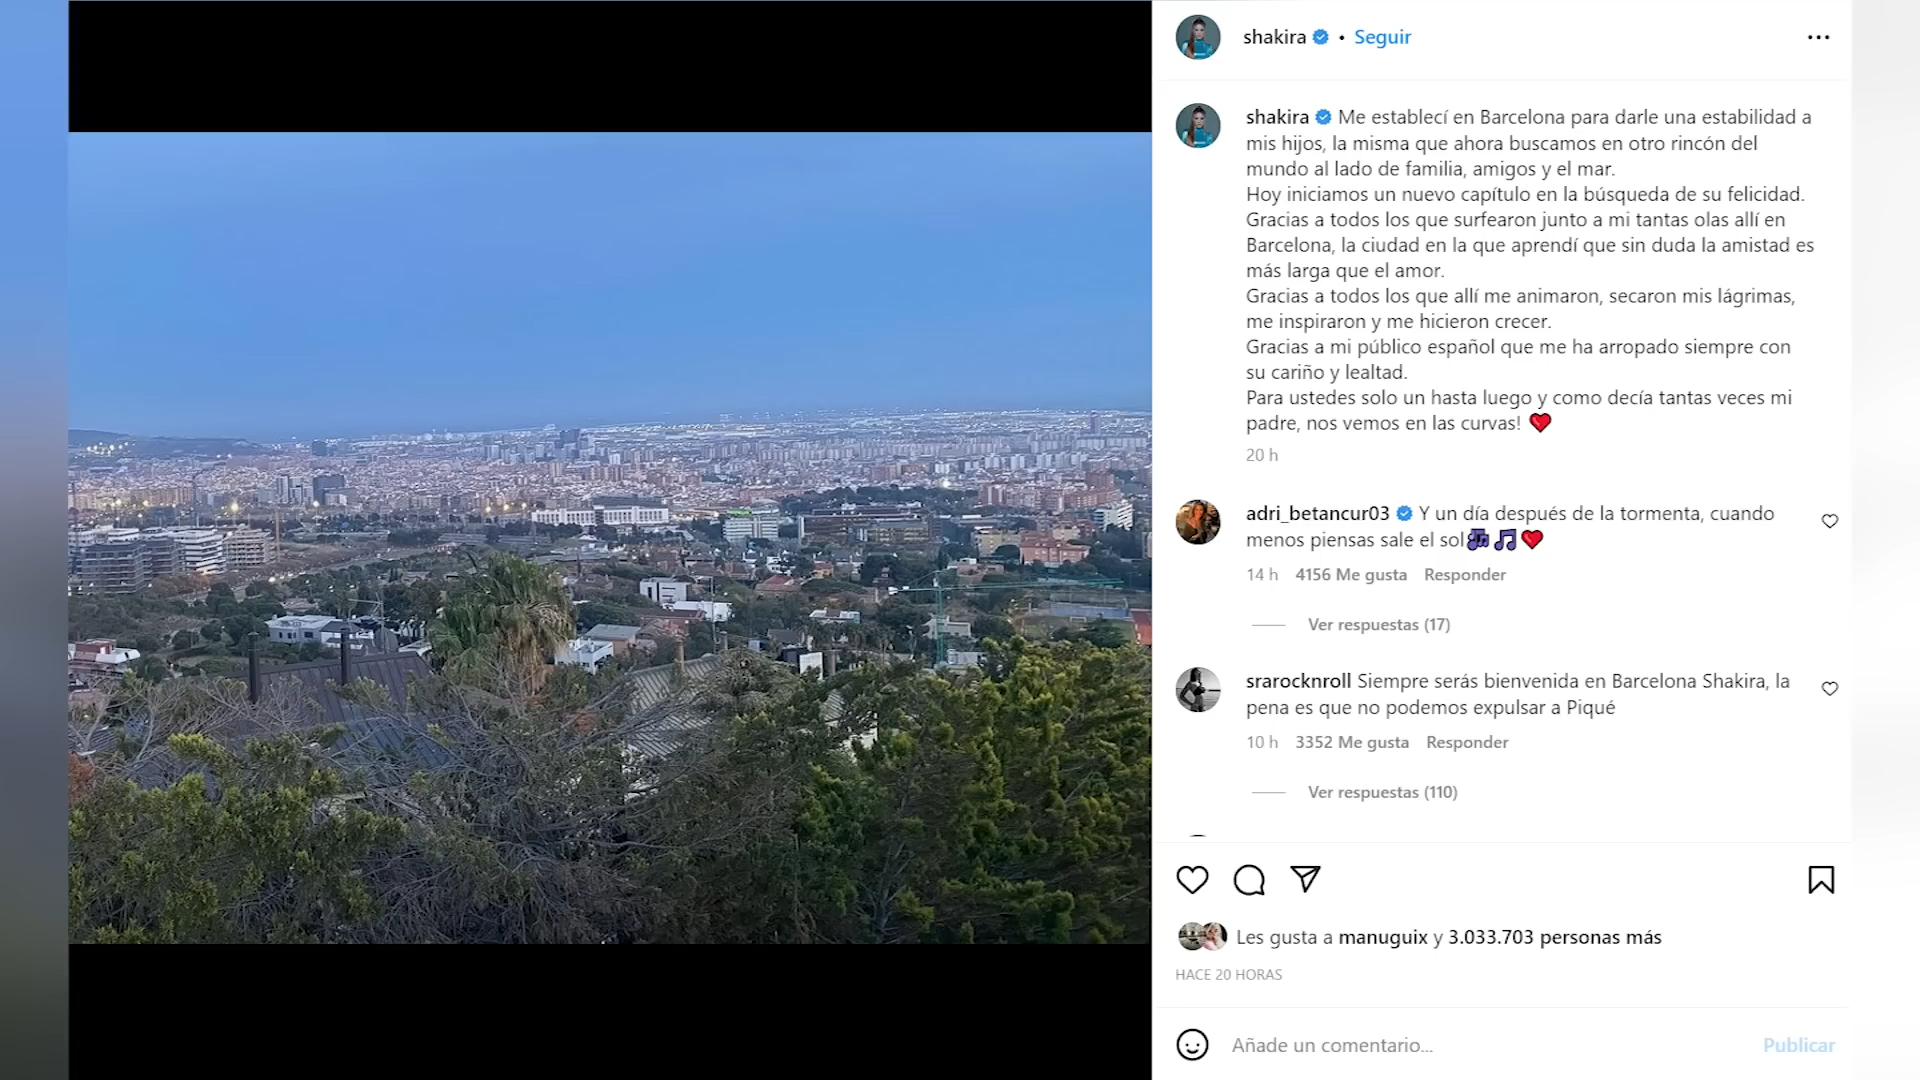 shakira • Seguir
shakira Me establecí en Barcelona para darle una estabilidad a
mis hijos, la misma que ahora buscamos en otro rincón del
mundo al lado de familia, amigos y el mar.
Hoy iniciamos un nuevo capítulo en la búsqueda de su felicidad.
Gracias a todos los que surfearon junto a mi tantas olas allí en
Barcelona, la ciudad en la que aprendí que sin duda la amistad es
más larga que el amor.
Gracias a todos los que allí me animaron, secaron mis lágrimas,
me inspiraron y me hicieron crecer.
Gracias a mi público español que me ha arropado siempre con
su cariño y lealtad.
Para ustedes solo un hasta luego y como decía tantas veces mi
padre, nos vemos en las curvas! ❤️
20 h
adri_betancur03 Y un día después de la tormenta, cuando
menos piensas sale el sol🎶🎵❤️
14 h 4156 Me gusta Responder
Ver respuestas (17)
srarocknroll Siempre serás bienvenida en Barcelona Shakira, la
pena es que no podemos expulsar a Piqué
10 h 3352 Me gusta Responder
Ver respuestas (110)
Les gusta a manuguix y 3.033.703 personas más
HACE 20 HORAS
Añade un comentario... Publicar